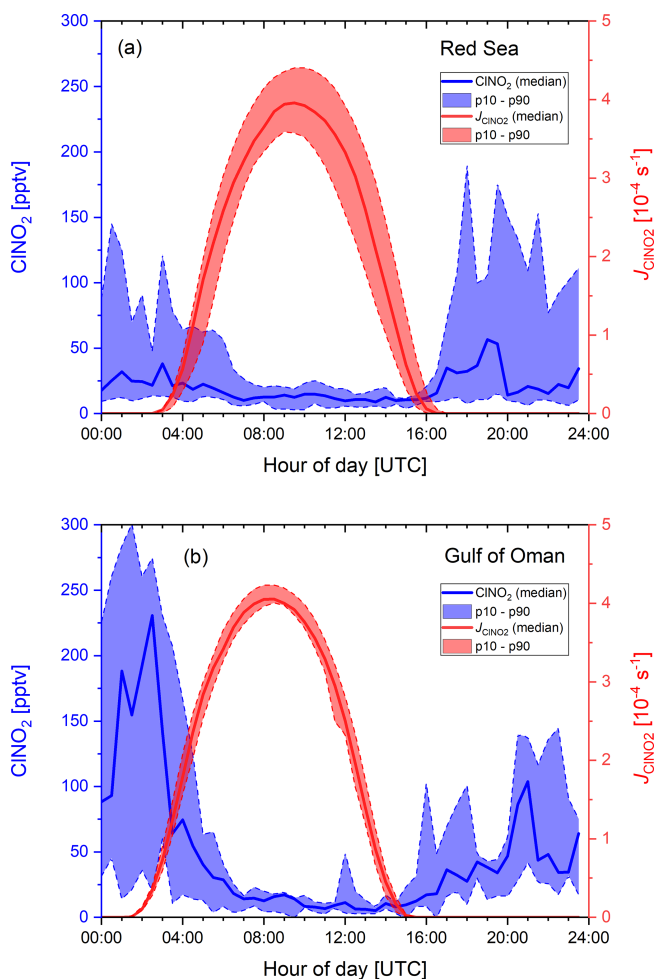 (a)
Red Sea
ClNO₂ (median)
p10 - p90
J_ClNO2 (median)
p10 - p90
300
250
200
150
100
50
0
ClNO₂ [pptv]
5
4
3
2
1
0
J_ClNO2 [10⁻⁴ s⁻¹]
00:00 04:00 08:00 12:00 16:00 20:00 24:00
Hour of day [UTC]
(b)
Gulf of Oman
ClNO₂ (median)
p10 - p90
J_ClNO2 (median)
p10 - p90
300
250
200
150
100
50
0
ClNO₂ [pptv]
5
4
3
2
1
0
J_ClNO2 [10⁻⁴ s⁻¹]
00:00 04:00 08:00 12:00 16:00 20:00 24:00
Hour of day [UTC]